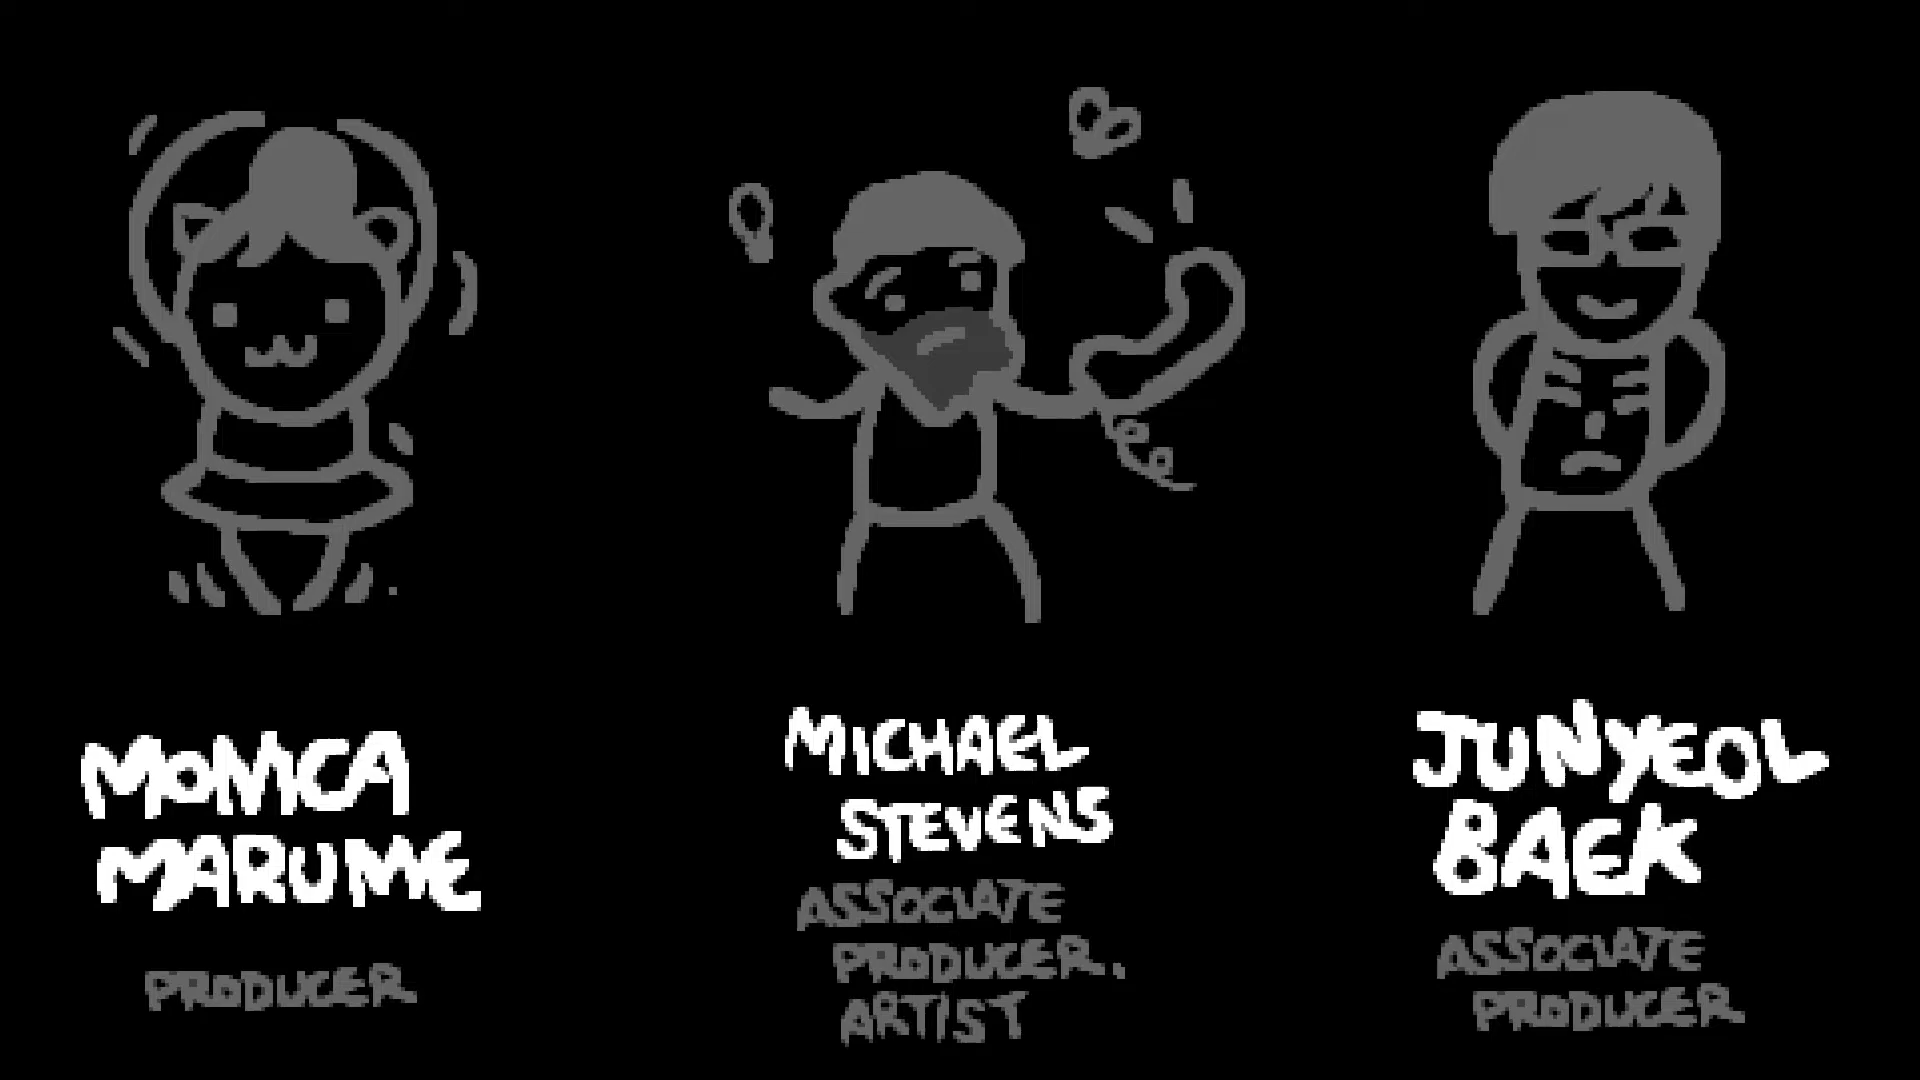 MONICA
MARUME
PRODUCER
MICHAEL
STEVENS
ASSOCIATE
PRODUCER.
ARTIST
JUNYEOL
BAEK
ASSOCIATE
PRODUCER